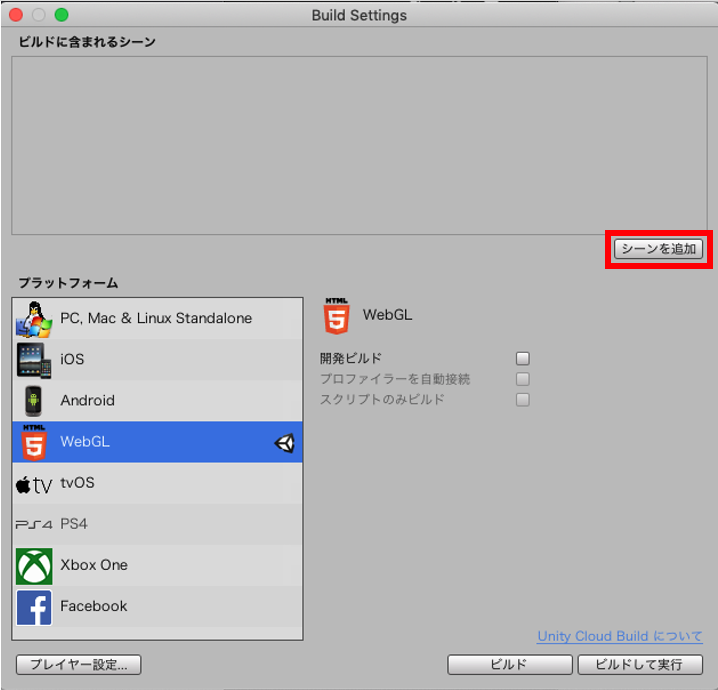 Build Settings
ビルドに含まれるシーン
シーンを追加
プラットフォーム
PC, Mac & Linux Standalone
iOS
Android
HTML
5
WebGL
tv
tvOS
PS4
PS4
Xbox One
f
Facebook
HTML
5
WebGL
開発ビルド
プロファイラーを自動接続
スクリプトのみビルド
Unity Cloud Build について
プレイヤー設定...
ビルド
ビルドして実行